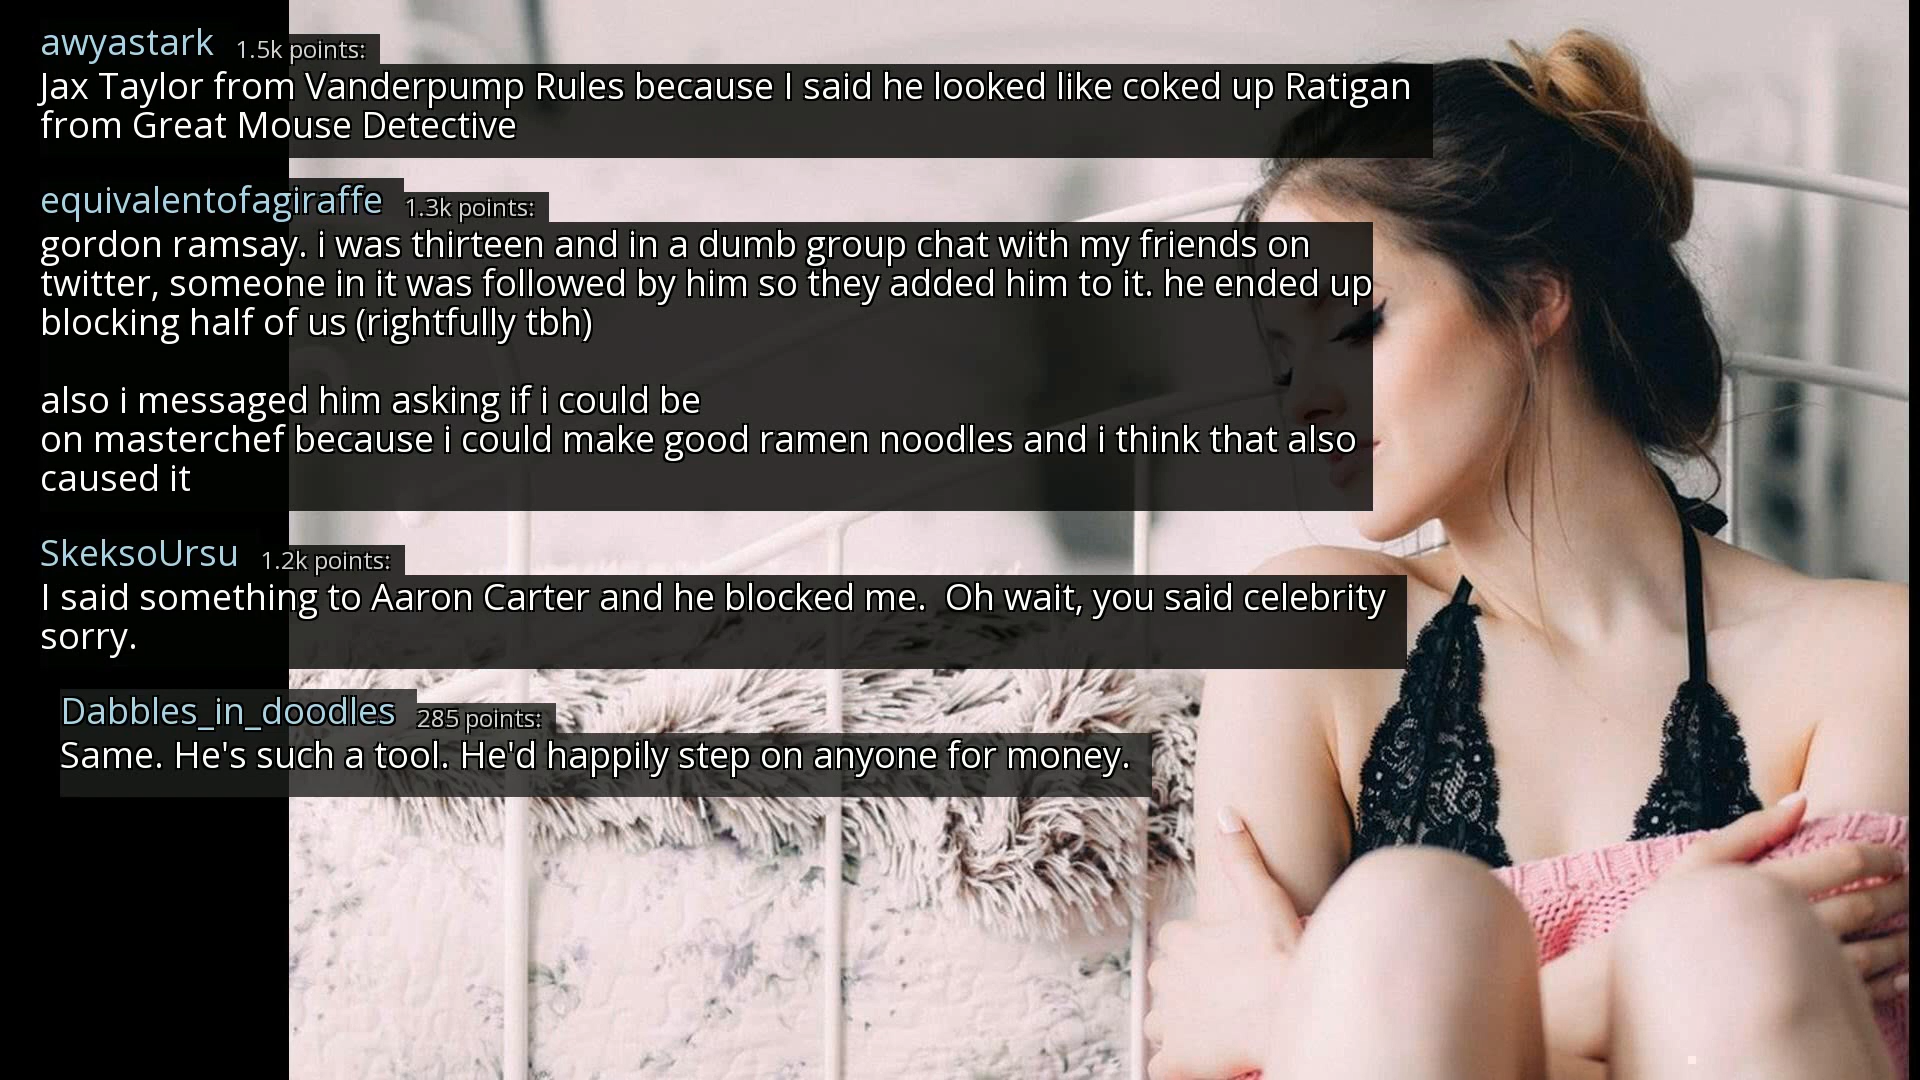 awyastark 1.5k points:
Jax Taylor from Vanderpump Rules because I said he looked like coked up Ratigan
from Great Mouse Detective
equivalentofagiraffe 1.3k points:
gordon ramsay. i was thirteen and in a dumb group chat with my friends on
twitter, someone in it was followed by him so they added him to it. he ended up
blocking half of us (rightfully tbh)
also i messaged him asking if i could be
on masterchef because i could make good ramen noodles and i think that also
caused it
SkeksoUrsu 1.2k points:
I said something to Aaron Carter and he blocked me.  Oh wait, you said celebrity
sorry.
Dabbles_in_doodles 285 points:
Same. He's such a tool. He'd happily step on anyone for money.